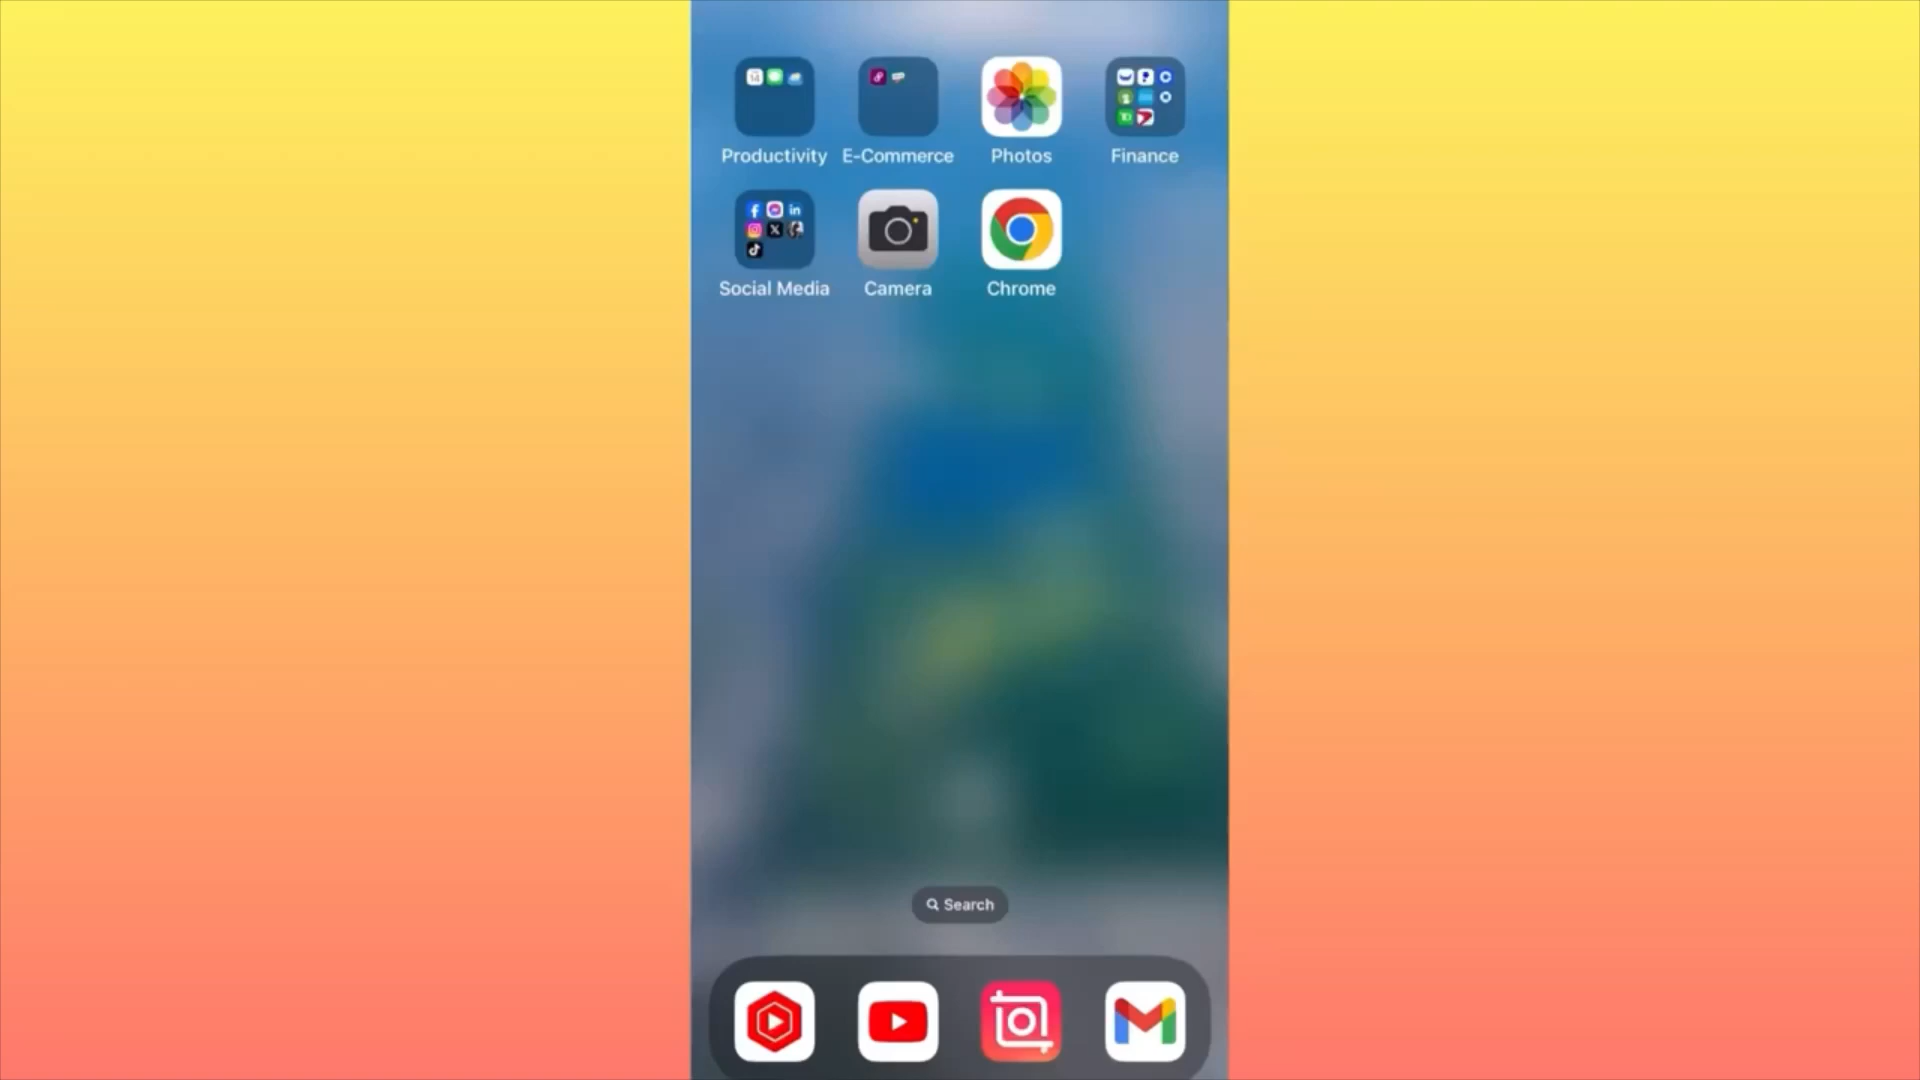 Productivity
E-Commerce
Photos
Finance
Social Media
Camera
Chrome
Search